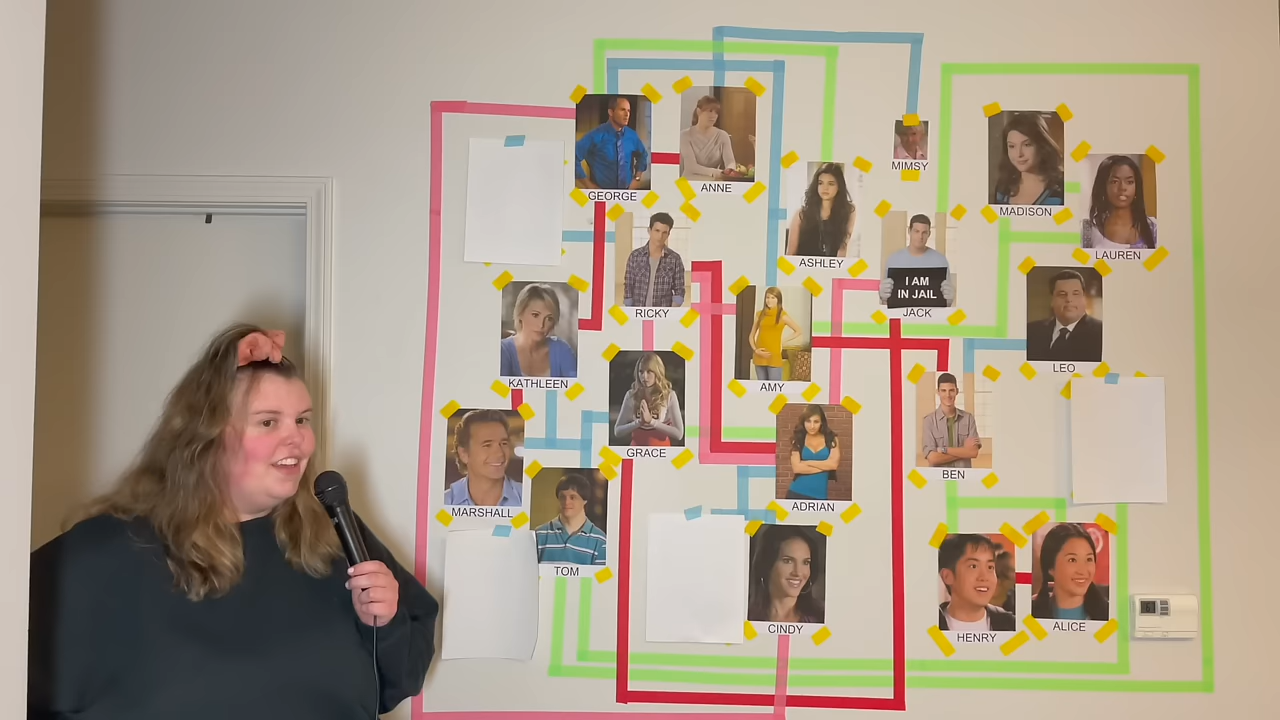 GEORGE
ANNE
MIMSY
MADISON
LAUREN
ASHLEY
RICKY
I AM
IN JAIL
JACK
KATHLEEN
AMY
LEO
GRACE
BEN
MARSHALL
ADRIAN
TOM
CINDY
HENRY
ALICE